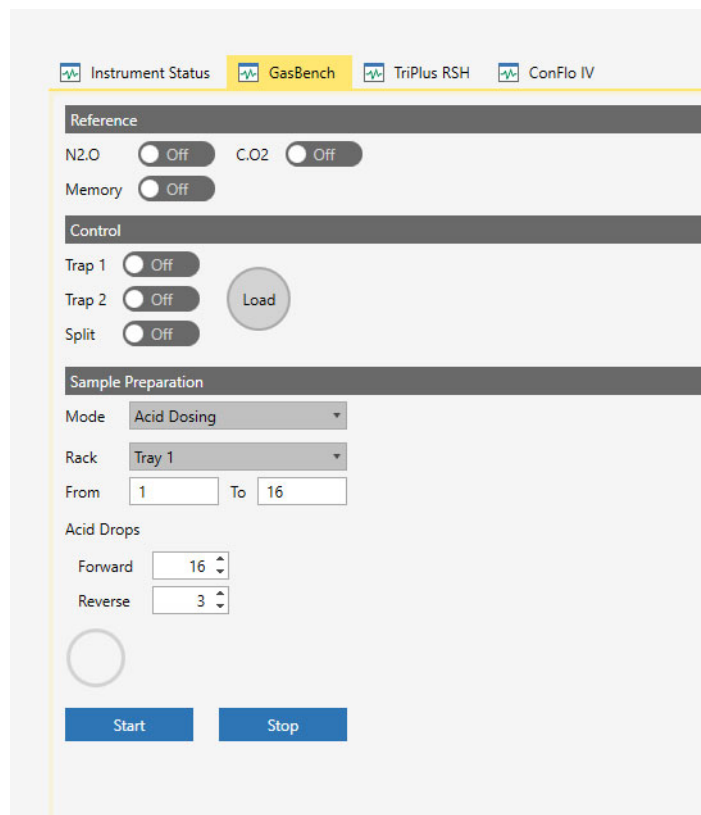 Instrument Status GasBench TriPlus RSH ConFlo IV
Reference
N2.O Off C.O2 Off
Memory Off
Control
Trap 1 Off
Trap 2 Off Load
Split Off
Sample Preparation
Mode Acid Dosing
Rack Tray 1
From 1 To 16
Acid Drops
Forward 16
Reverse 3
Start Stop